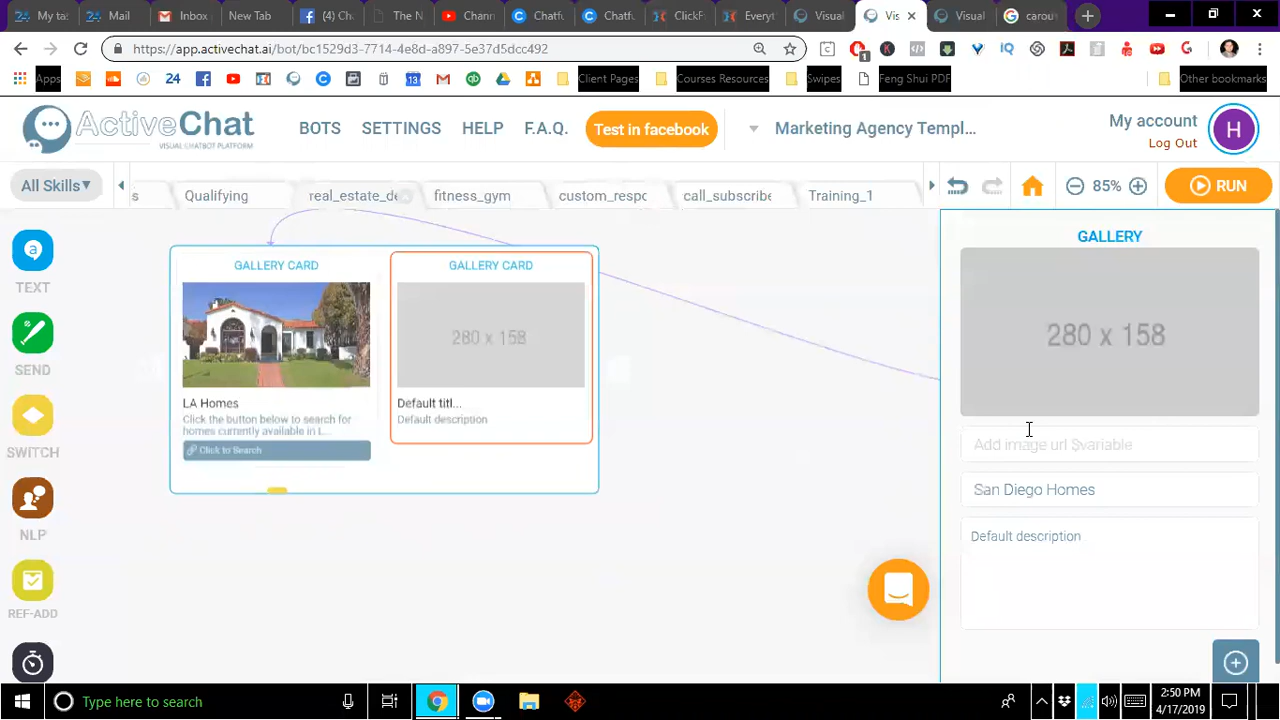 My ta
Mail
Inbox
New Tab
(4) Ch
The N
Chann
Chatf
Chatf
ClickF
Everyt
Visual
Vis
Visual
carou
https://app.activechat.ai/bot/bc1529d3-7714-4e8d-a897-5e37d5dcc492
Apps
24
Client Pages
Courses Resources
Swipes
Feng Shui PDF
Other bookmarks
ActiveChat
VISUAL CHATBOT PLATFORM
BOTS
SETTINGS
HELP
F.A.Q.
Test in facebook
Marketing Agency Templ...
My account
Log Out
H
All Skills
s
Qualifying
real_estate_de
fitness_gym
custom_respo
call_subscribe
Training_1
85%
RUN
TEXT
SEND
SWITCH
NLP
REF-ADD
GALLERY CARD
LA Homes
Click the button below to search for
homes currently available in L...
Click to Search
GALLERY CARD
280 x 158
Default titl...
Default description
GALLERY
280 x 158
Add image url $variable
San Diego Homes
Default description
Type here to search
2:50 PM
4/17/2019